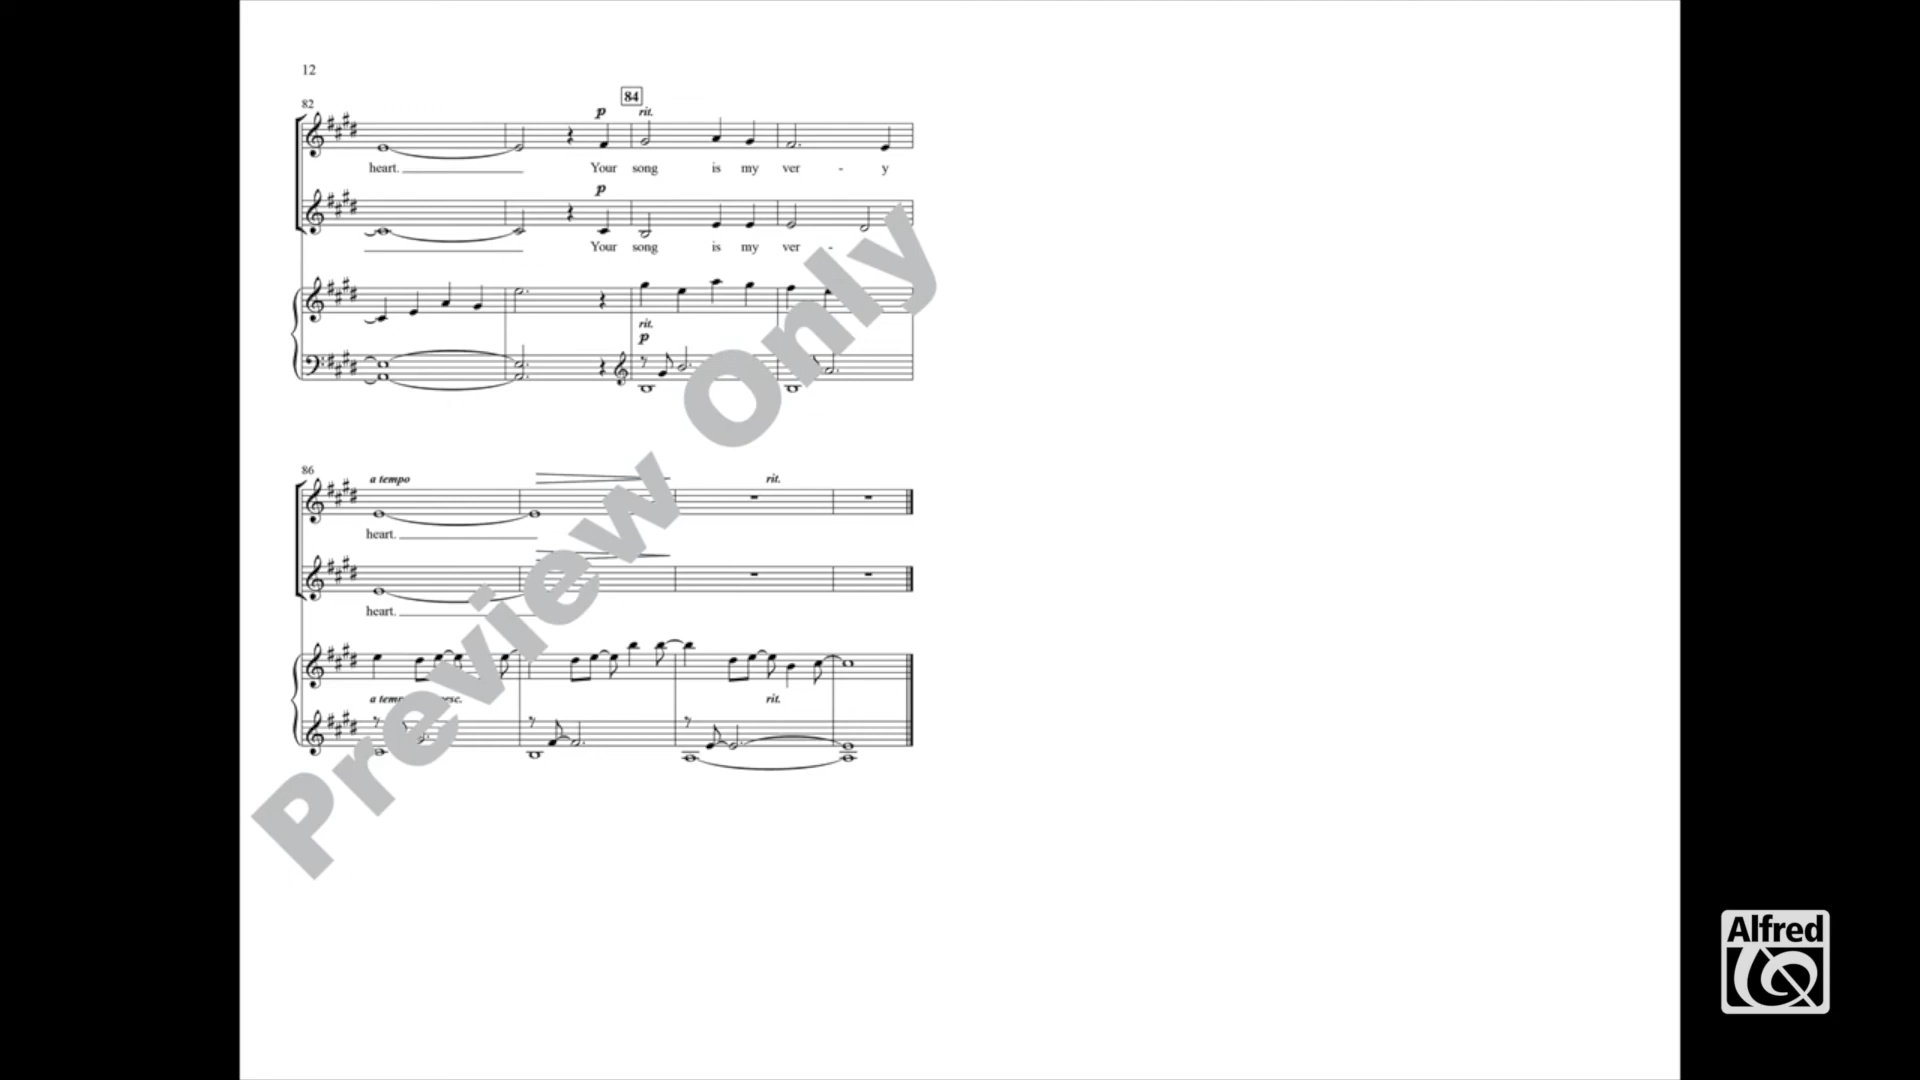 12
82
84
p rit.
heart. Your song is my ver - y
p
Your song is my ver -
rit.
p
86
a tempo rit.
heart.
heart.
rit.
Preview Only
Alfred